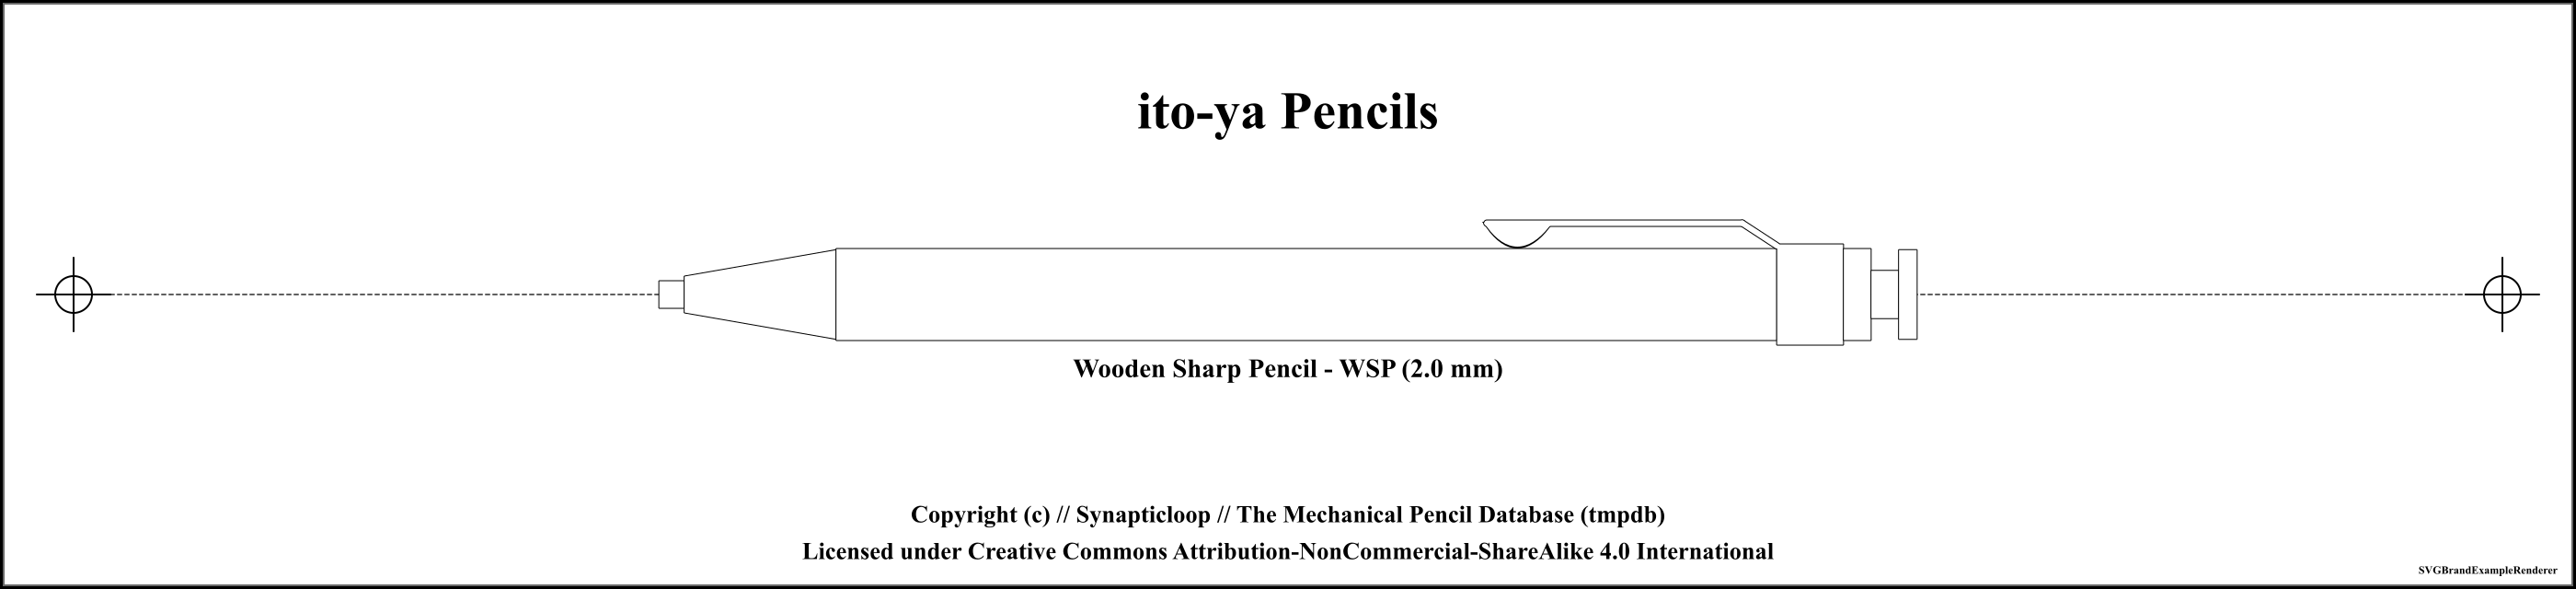 ito-ya Pencils
Wooden Sharp Pencil - WSP (2.0 mm)
Copyright (c) // Synapticloop // The Mechanical Pencil Database (tmpdb)
Licensed under Creative Commons Attribution-NonCommercial-ShareAlike 4.0 International
SVGBrandExampleRenderer